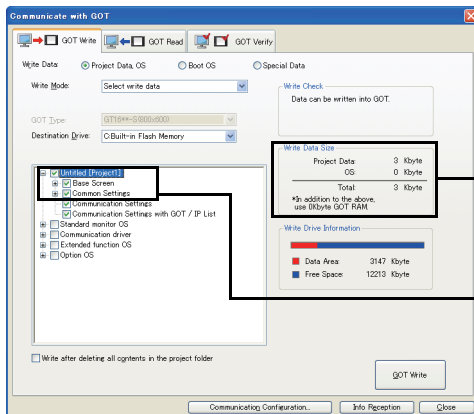 Communicate with GOT
GOT Write
GOT Read
GOT Verify
Write Data:
Project Data, OS
Boot OS
Special Data
Write Mode:
Select write data
GOT Type:
GT16**-S(800x600)
Destination Drive:
C:Built-in Flash Memory
Untitled [Project1]
Base Screen
Common Settings
Communication Settings
Communication Settings with GOT / IP List
Standard monitor OS
Communication driver
Extended function OS
Option OS
Write Check
Data can be written into GOT.
Write Data Size
Project Data: 3 Kbyte
OS: 0 Kbyte
Total: 3 Kbyte
*In addition to the above,
use 0Kbyte GOT RAM.
Write Drive Information
Data Area: 3147 Kbyte
Free Space: 12213 Kbyte
Write after deleting all contents in the project folder
GOT Write
Communication Configuration...
Info Reception
Close